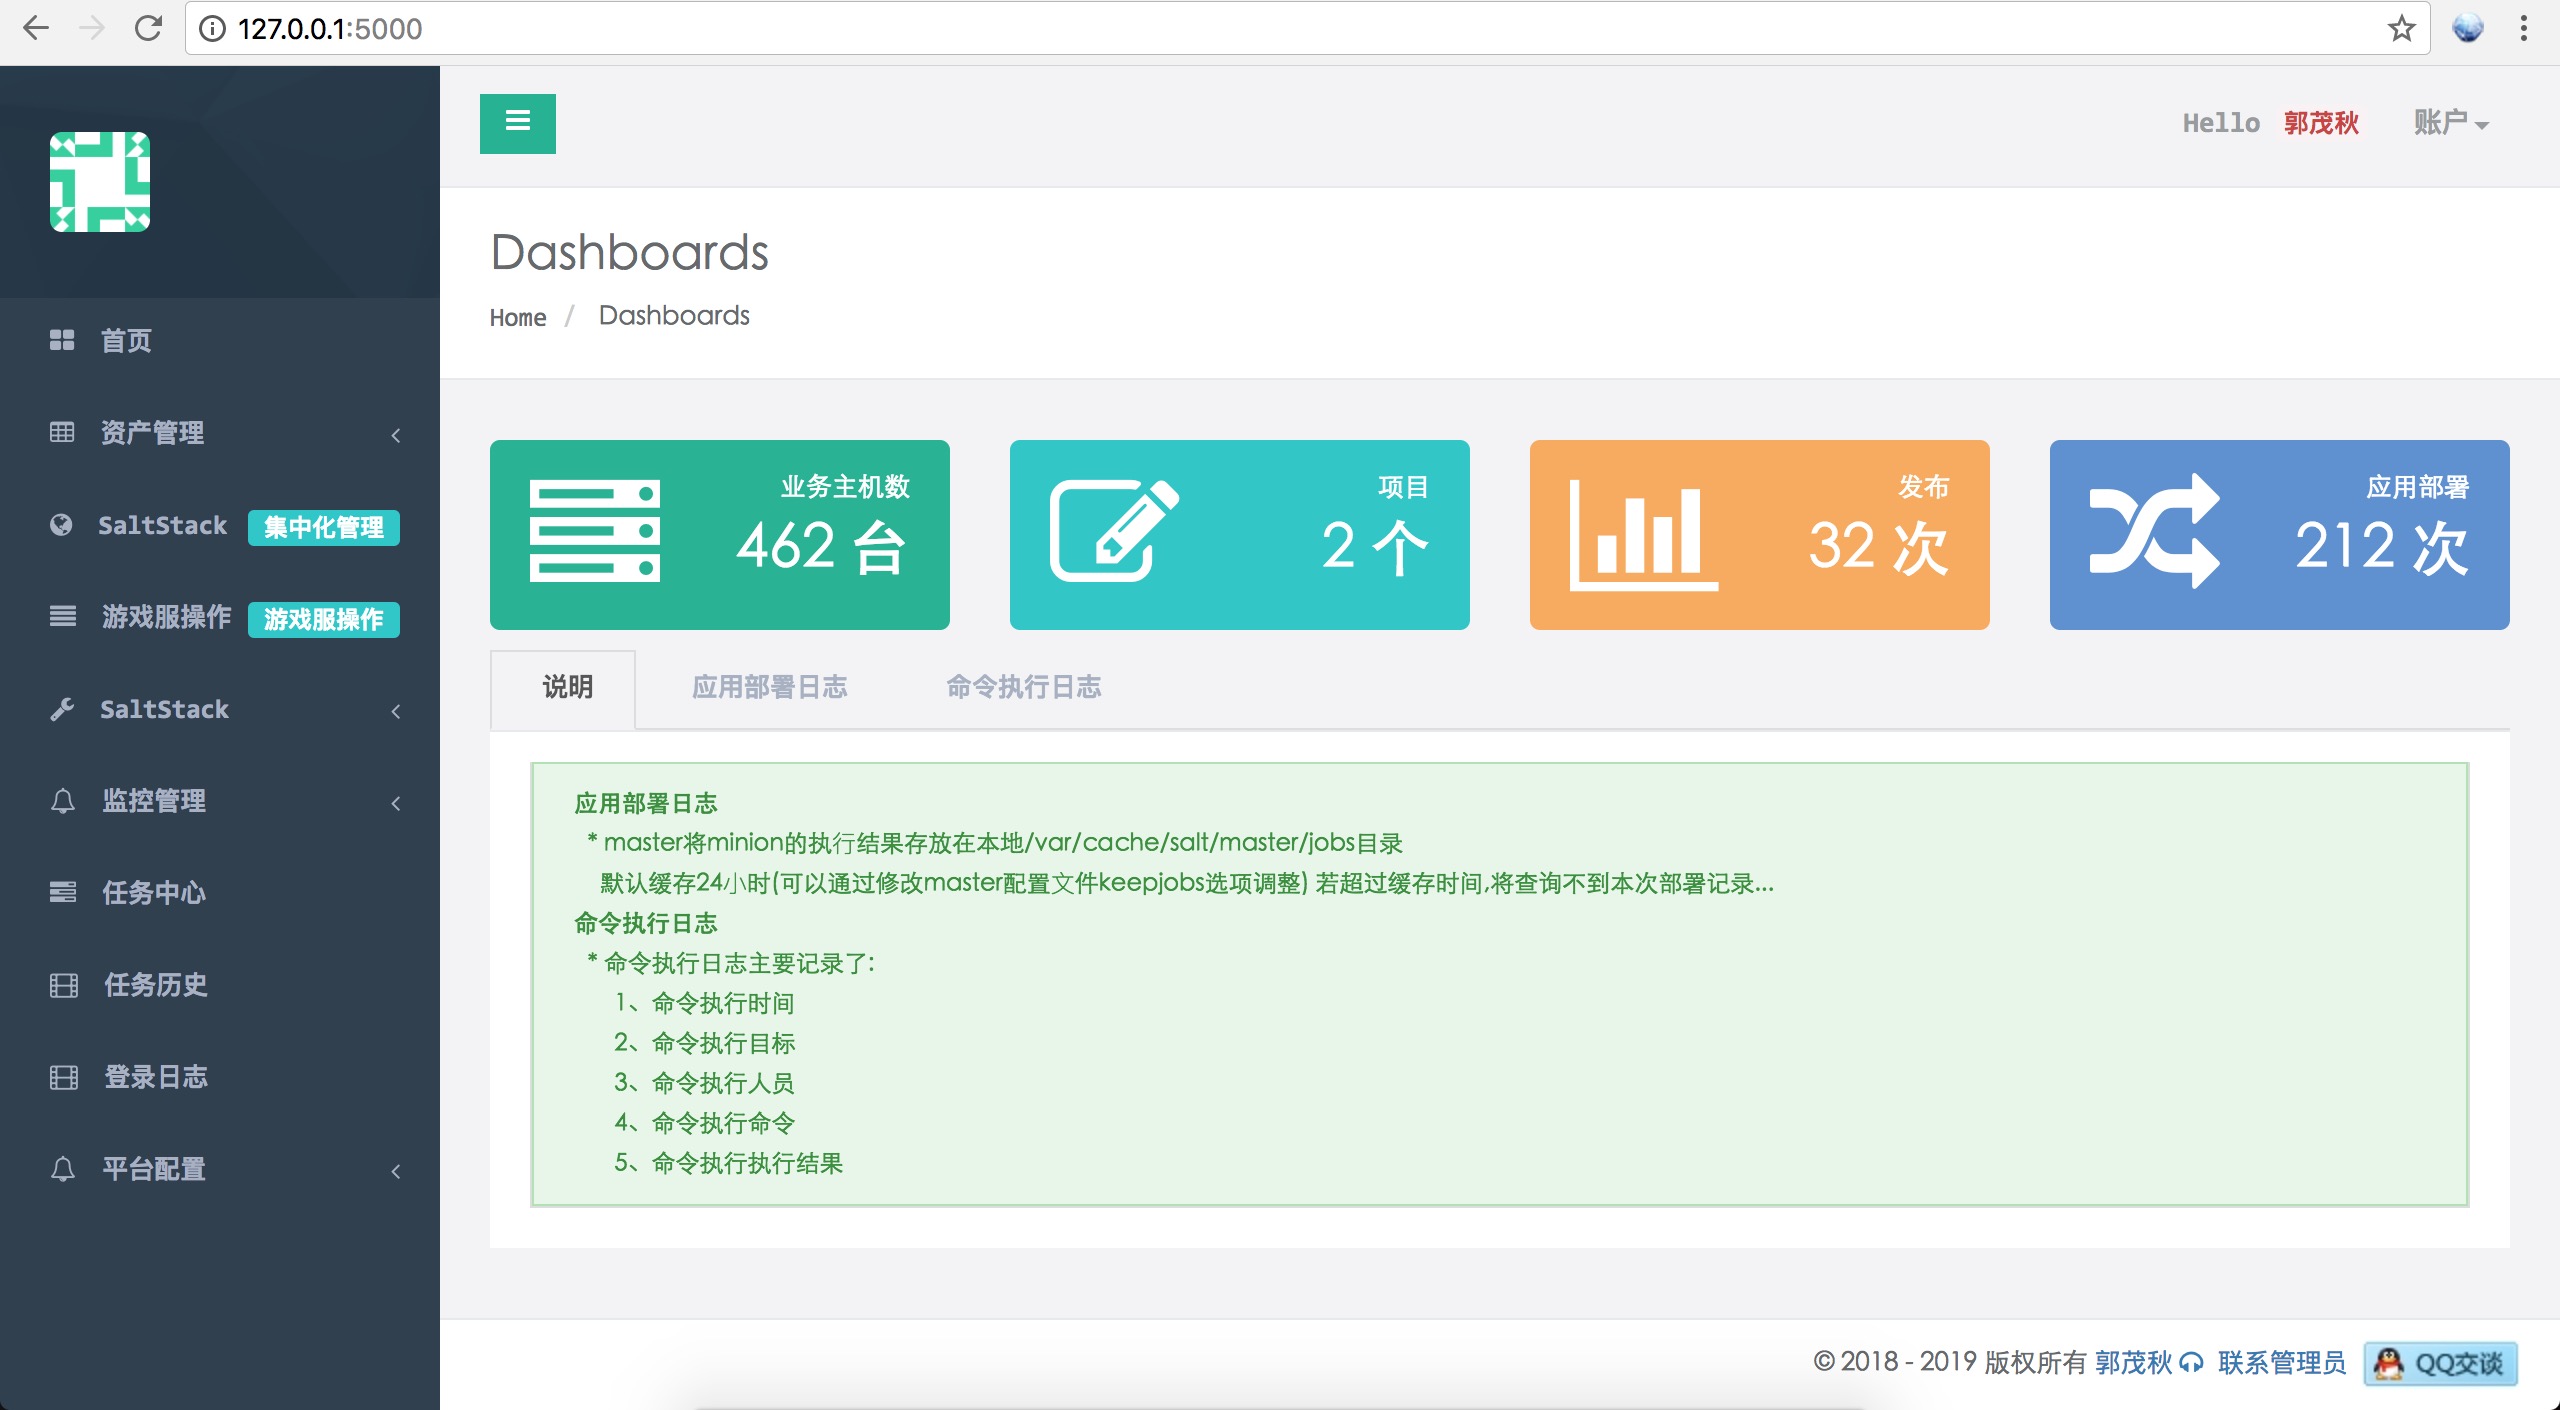 127.0.0.1:5000
Hello 郭茂秋 账户
首页
资产管理
SaltStack 集中化管理
游戏服操作 游戏服操作
SaltStack
监控管理
任务中心
任务历史
登录日志
平台配置
Dashboards
Home / Dashboards
业务主机数
462 台
项目
2 个
发布
32 次
应用部署
212 次
说明 应用部署日志 命令执行日志
应用部署日志
* master将minion的执行结果存放在本地/var/cache/salt/master/jobs目录
默认缓存24小时(可以通过修改master配置文件keepjobs选项调整) 若超过缓存时间,将查询不到本次部署记录...
命令执行日志
* 命令执行日志主要记录了:
1、命令执行时间
2、命令执行目标
3、命令执行人员
4、命令执行命令
5、命令执行执行结果
© 2018 - 2019 版权所有 郭茂秋 联系管理员 QQ交谈